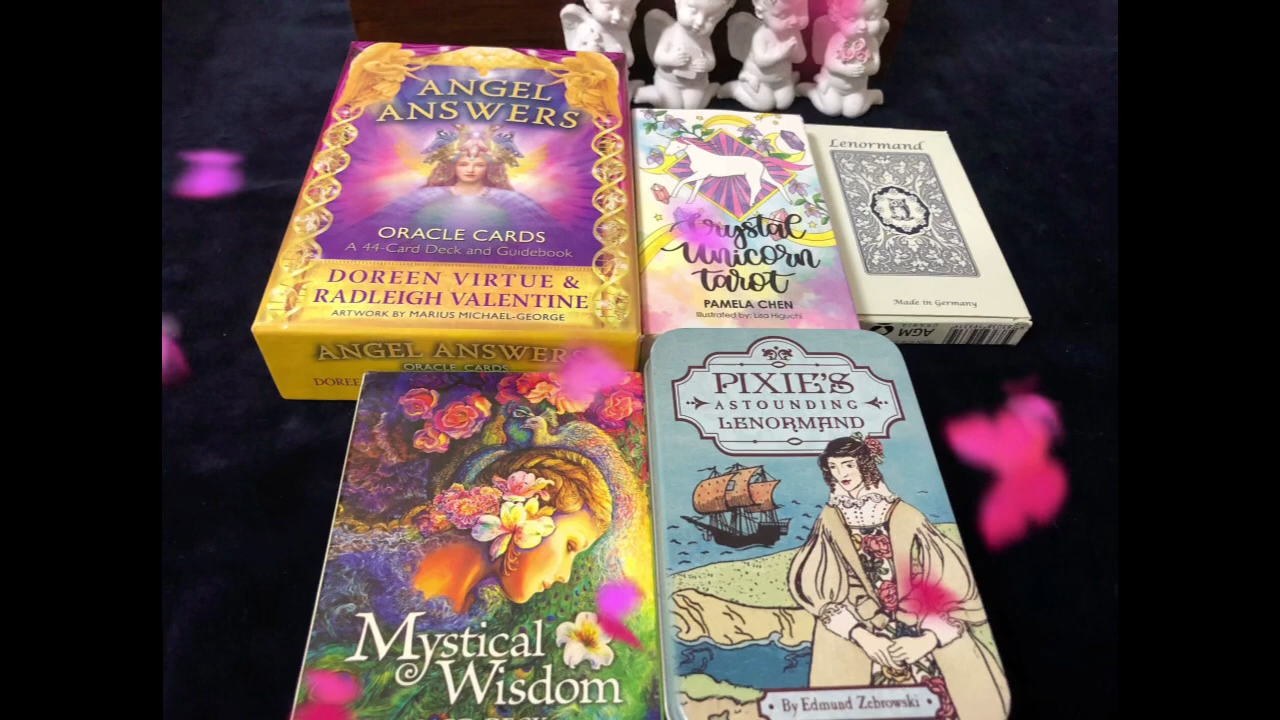 ANGEL
ANSWERS
ORACLE CARDS
A 44-Card Deck and Guidebook
DOREEN VIRTUE &
RADLEIGH VALENTINE
ARTWORK BY MARIUS MICHAEL-GEORGE
ANGEL ANSWERS
ORACLE CARDS
Crystal
Unicorn
tarot
PAMELA CHEN
Illustrated by: Lisa Higuchi
Lenormand
Made in Germany
AGM
Mystical
Wisdom
PIXIE'S
ASTOUNDING
LENORMAND
By Edmund Zebrowski